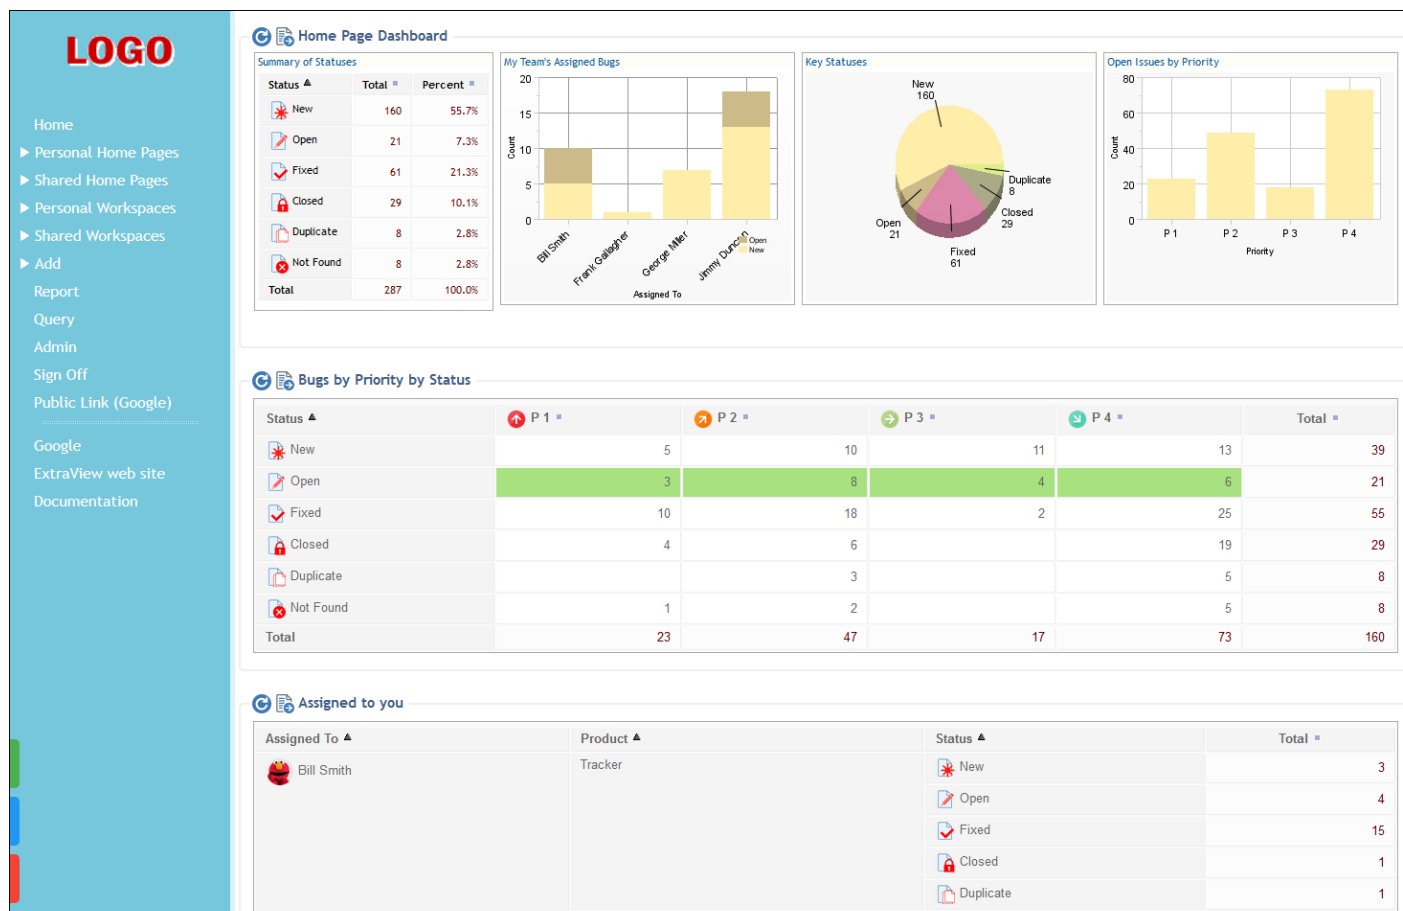 LOGO
Home
Personal Home Pages
Shared Home Pages
Personal Workspaces
Shared Workspaces
Add
Report
Query
Admin
Sign Off
Public Link (Google)
Google
ExtraView web site
Documentation
Home Page Dashboard
Summary of Statuses
Status Total Percent
New 160 55.7%
Open 21 7.3%
Fixed 61 21.3%
Closed 29 10.1%
Duplicate 8 2.8%
Not Found 8 2.8%
Total 287 100.0%
My Team's Assigned Bugs
20
15
10
5
0
Count
Bill Smith
Frank Gallagher
George Miller
Jimmy Duncan
Open
New
Assigned To
Key Statuses
New
160
Duplicate
8
Closed
29
Open
21
Fixed
61
Open Issues by Priority
80
60
40
20
0
Count
P 1 P 2 P 3 P 4
Priority
Bugs by Priority by Status
Status P 1 P 2 P 3 P 4 Total
New 5 10 11 13 39
Open 3 8 4 6 21
Fixed 10 18 2 25 55
Closed 4 6 19 29
Duplicate 3 5 8
Not Found 1 2 5 8
Total 23 47 17 73 160
Assigned to you
Assigned To Product Status Total
Bill Smith Tracker New 3
Open 4
Fixed 15
Closed 1
Duplicate 1